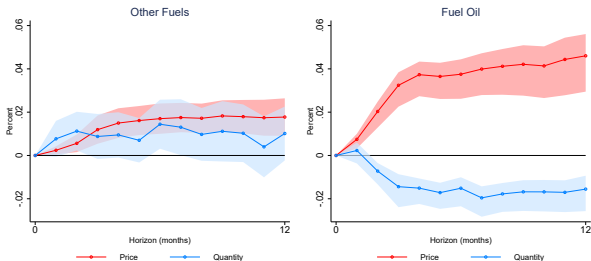 Other Fuels
.06
.04
.02
0
-.02
Percent
0
12
Horizon (months)
Price
Quantity
Fuel Oil
.06
.04
.02
0
-.02
Percent
0
12
Horizon (months)
Price
Quantity